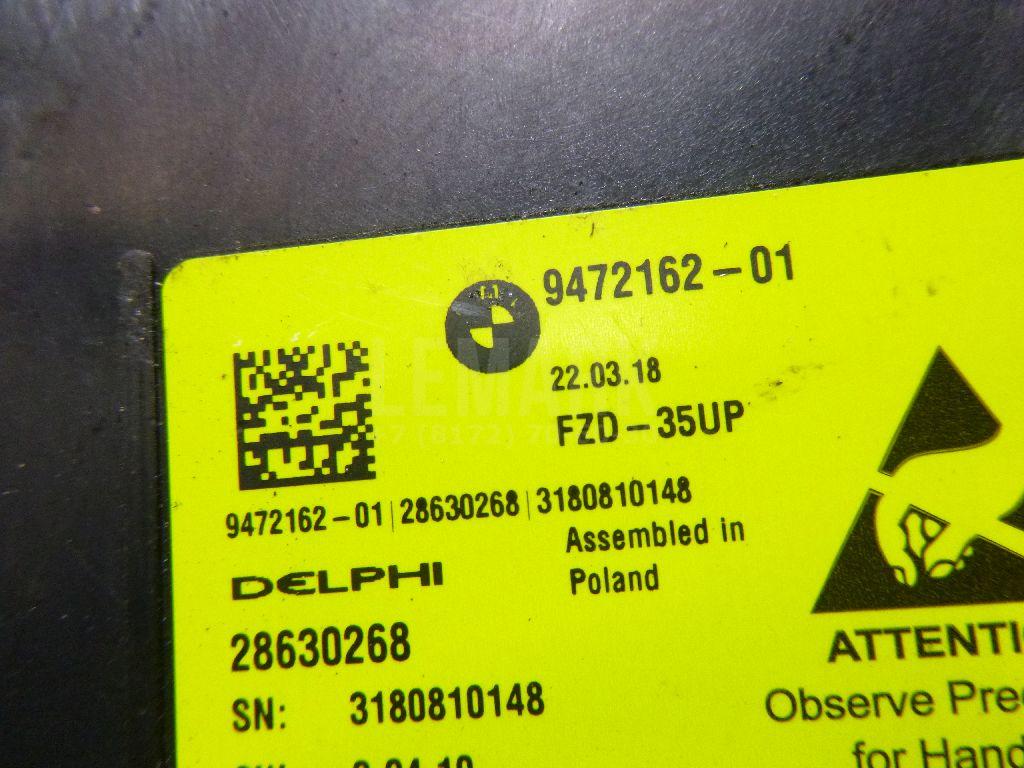 9472162-01
22.03.18
FZD-35UP
9472162-01|28630268|3180810148
Assembled in
Poland
DELPHI
28630268
SN: 3180810148
ATTENTI
Observe Pre
for Hand